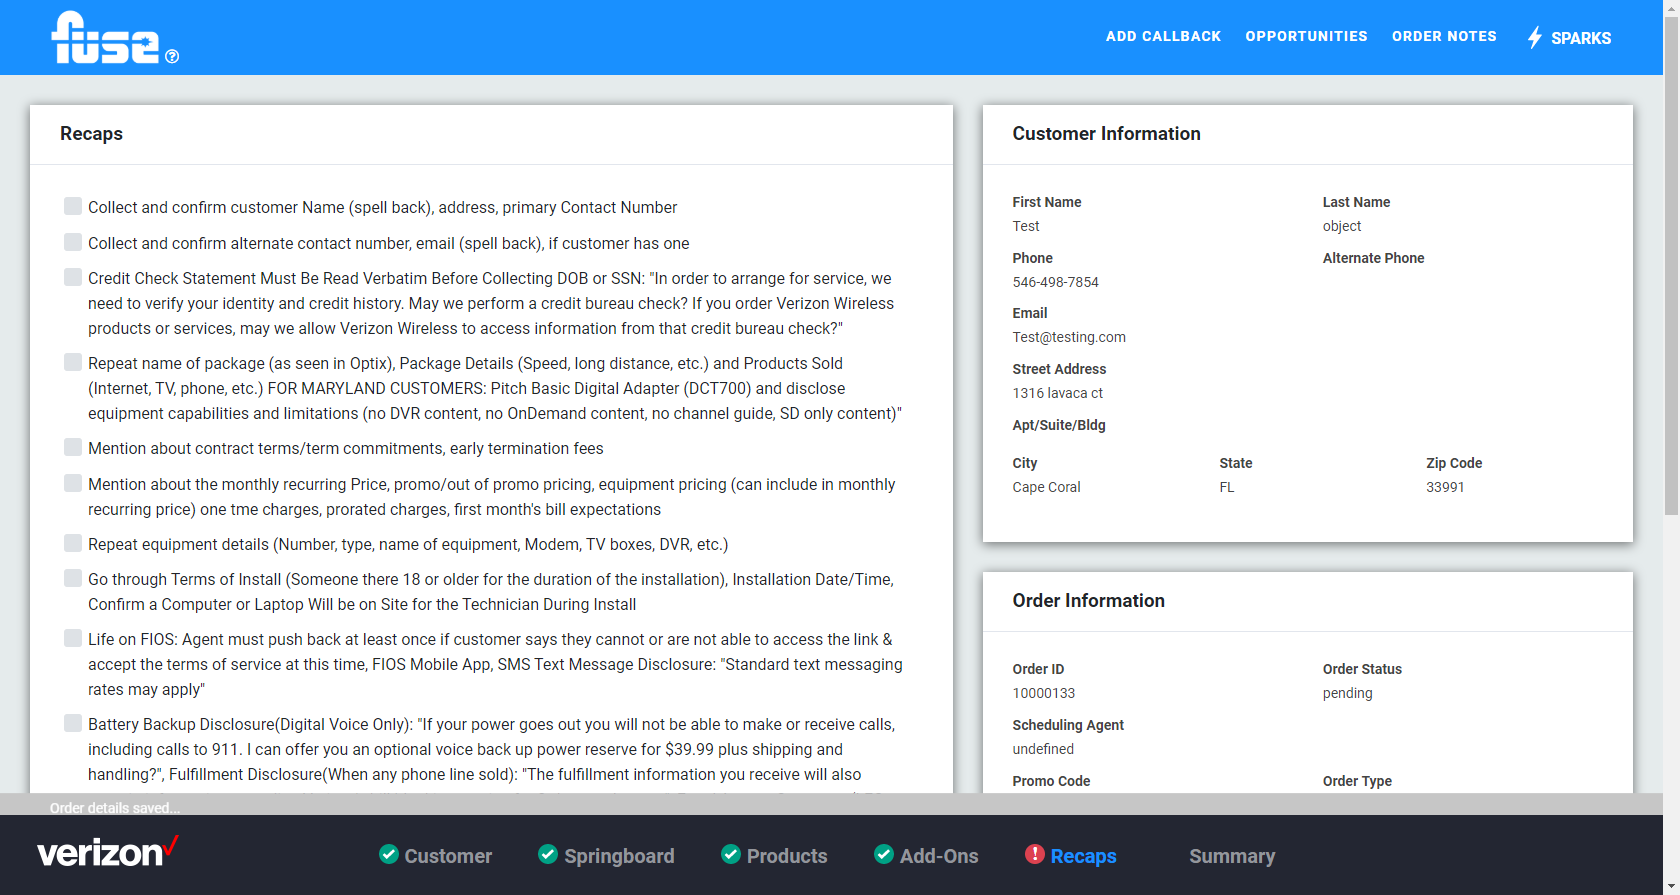 fuse
ADD CALLBACK OPPORTUNITIES ORDER NOTES SPARKS
Recaps
Collect and confirm customer Name (spell back), address, primary Contact Number
Collect and confirm alternate contact number, email (spell back), if customer has one
Credit Check Statement Must Be Read Verbatim Before Collecting DOB or SSN: "In order to arrange for service, we
need to verify your identity and credit history. May we perform a credit bureau check? If you order Verizon Wireless
products or services, may we allow Verizon Wireless to access information from that credit bureau check?"
Repeat name of package (as seen in Optix), Package Details (Speed, long distance, etc.) and Products Sold
(Internet, TV, phone, etc.) FOR MARYLAND CUSTOMERS: Pitch Basic Digital Adapter (DCT700) and disclose
equipment capabilities and limitations (no DVR content, no OnDemand content, no channel guide, SD only content)"
Mention about contract terms/term commitments, early termination fees
Mention about the monthly recurring Price, promo/out of promo pricing, equipment pricing (can include in monthly
recurring price) one tme charges, prorated charges, first month's bill expectations
Repeat equipment details (Number, type, name of equipment, Modem, TV boxes, DVR, etc.)
Go through Terms of Install (Someone there 18 or older for the duration of the installation), Installation Date/Time,
Confirm a Computer or Laptop Will be on Site for the Technician During Install
Life on FIOS: Agent must push back at least once if customer says they cannot or are not able to access the link &
accept the terms of service at this time, FIOS Mobile App, SMS Text Message Disclosure: "Standard text messaging
rates may apply"
Battery Backup Disclosure(Digital Voice Only): "If your power goes out you will not be able to make or receive calls,
including calls to 911. I can offer you an optional voice back up power reserve for $39.99 plus shipping and
handling?", Fulfillment Disclosure(When any phone line sold): "The fulfillment information you receive will also
Customer Information
First Name Last Name
Test object
Phone Alternate Phone
546-498-7854
Email
Test@testing.com
Street Address
1316 lavaca ct
Apt/Suite/Bldg
City State Zip Code
Cape Coral FL 33991
Order Information
Order ID Order Status
10000133 pending
Scheduling Agent
undefined
Promo Code Order Type
Order details saved...
verizon Customer Springboard Products Add-Ons Recaps Summary